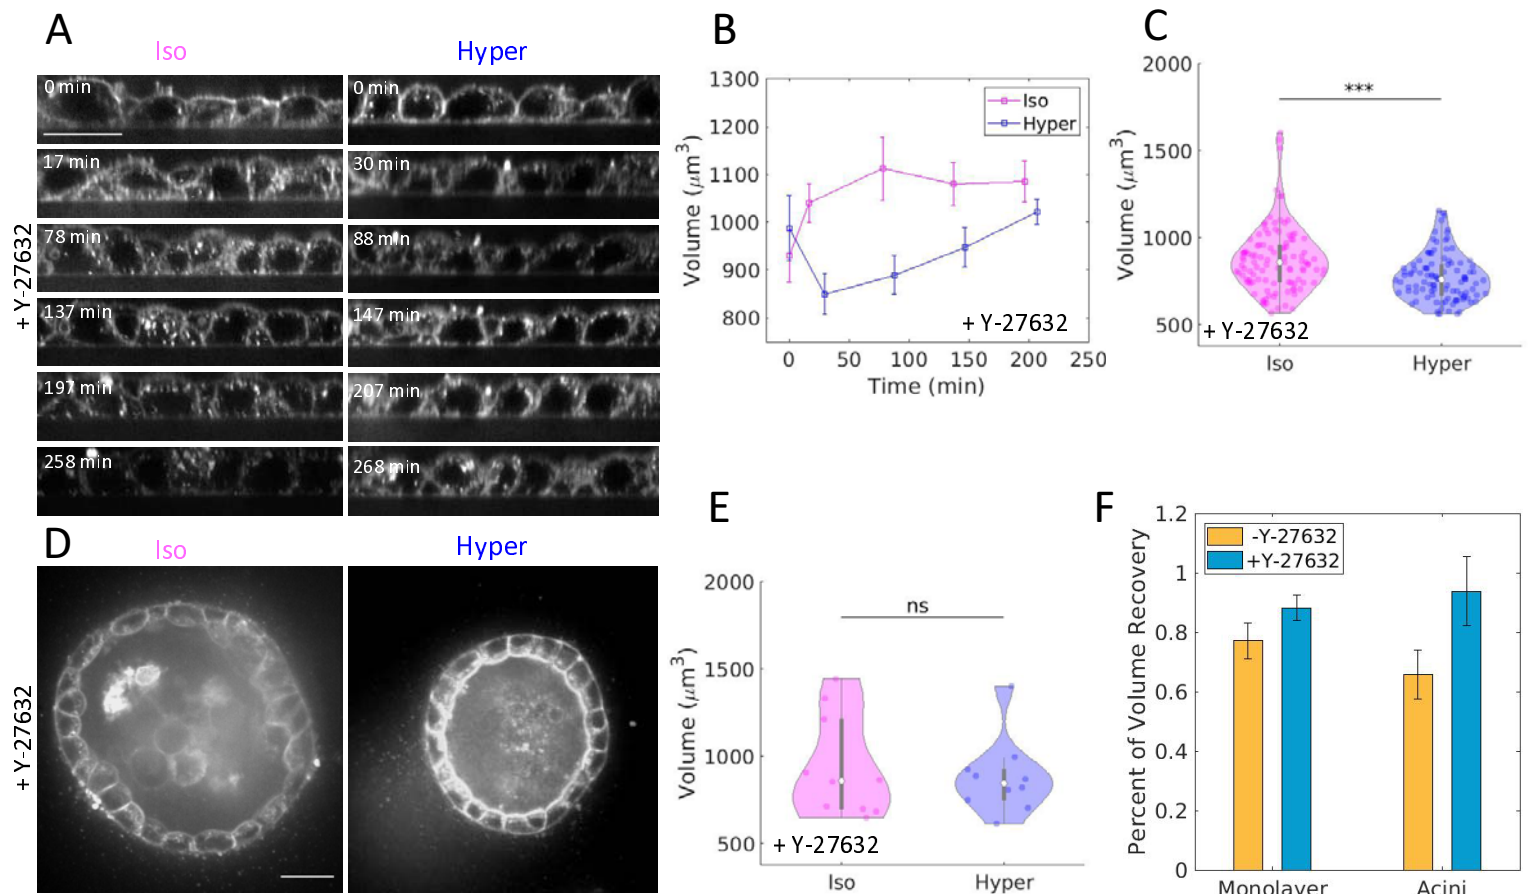 A
Iso
Hyper
0 min
0 min
17 min
30 min
78 min
88 min
137 min
147 min
197 min
207 min
258 min
268 min
+ Y-27632
B
1300
1200
1100
1000
900
800
Volume (μm³)
Iso
Hyper
+ Y-27632
0
50
100
150
200
250
Time (min)
C
2000
1500
1000
500
Volume (μm³)
***
+ Y-27632
Iso
Hyper
D
Iso
Hyper
+ Y-27632
E
2000
1500
1000
500
Volume (μm³)
ns
+ Y-27632
Iso
Hyper
F
1.2
1
0.8
0.6
0.4
0.2
0
Percent of Volume Recovery
-Y-27632
+Y-27632
Monolayer
Acini